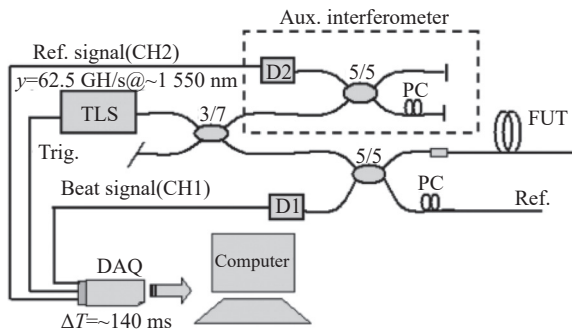 Aux. interferometer
Ref. signal(CH2)
D2
5/5
y=62.5 GH/s@~1 550 nm
PC
TLS
3/7
FUT
Trig.
5/5
Beat signal(CH1)
PC
D1
Ref.
DAQ
Computer
ΔT=~140 ms